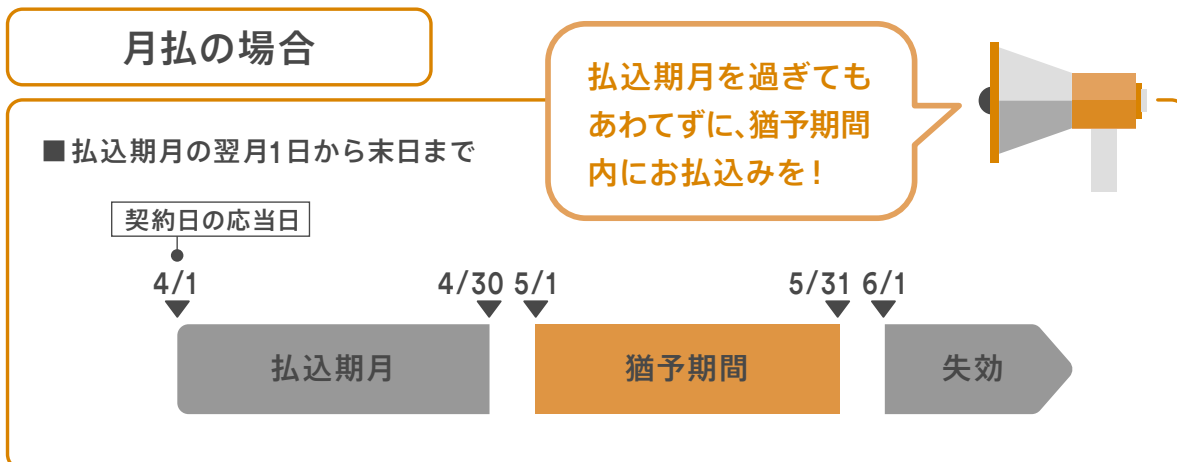 月払の場合
払込期月を過ぎても
あわてずに、猶予期間
内にお払込みを！
■払込期月の翌月1日から末日まで
契約日の応当日
4/1
4/30
5/1
5/31
6/1
払込期月
猶予期間
失効